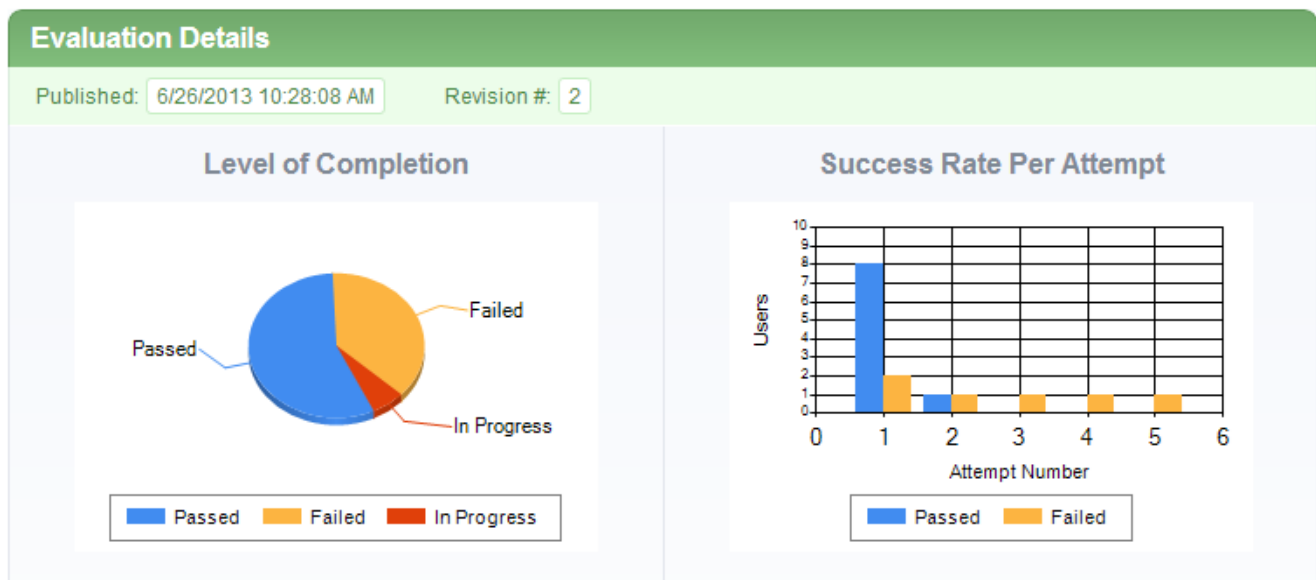 Evaluation Details
Published: 6/26/2013 10:28:08 AM Revision #: 2
Level of Completion
Passed
Failed
In Progress
Passed Failed In Progress
Success Rate Per Attempt
Users
10
9
8
7
6
5
4
3
2
1
0
0 1 2 3 4 5 6
Attempt Number
Passed Failed